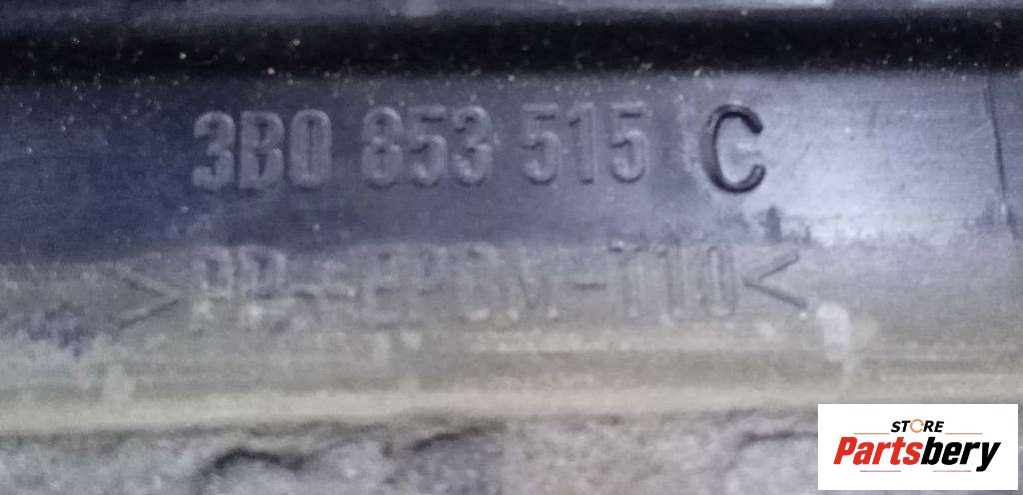 3B0 853 515 C
>PP+EPDM-T10<
STORE
Partsbery